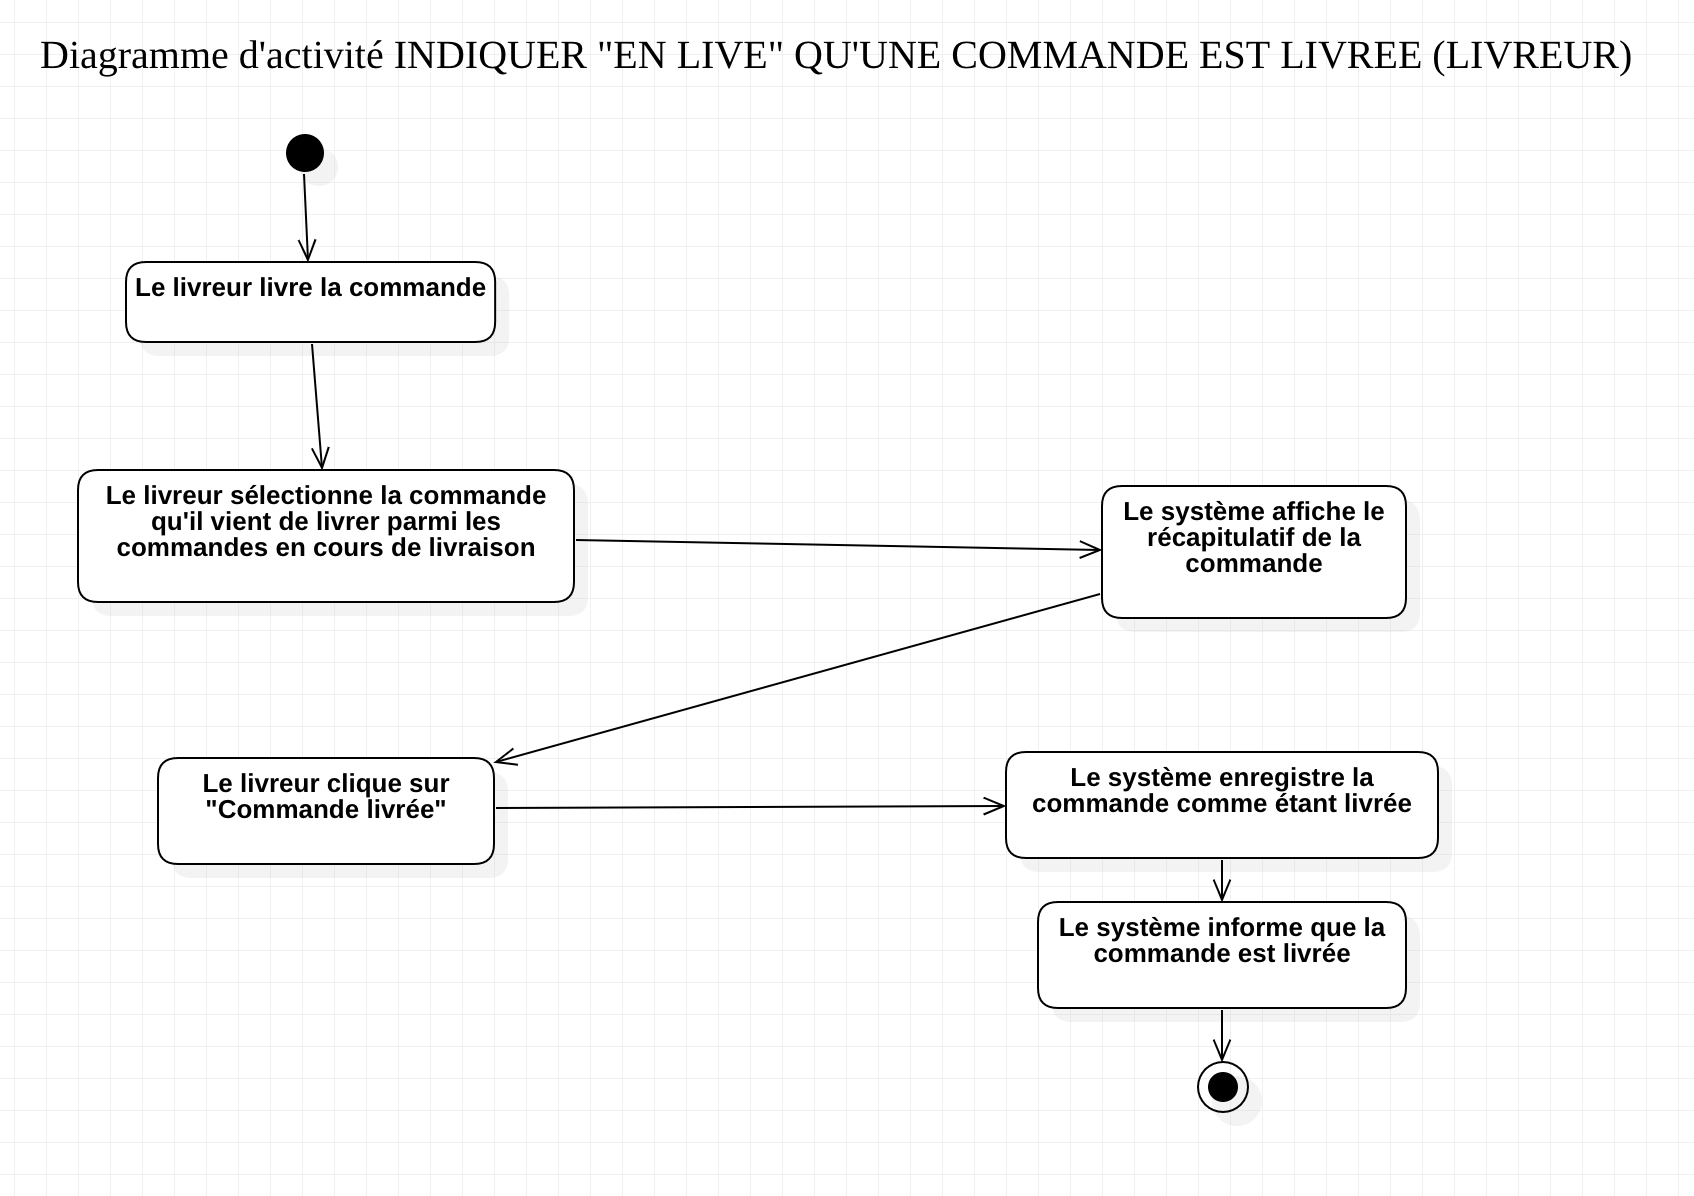 Diagramme d'activité INDIQUER "EN LIVE" QU'UNE COMMANDE EST LIVREE (LIVREUR)
Le livreur livre la commande
Le livreur sélectionne la commande
qu'il vient de livrer parmi les
commandes en cours de livraison
Le système affiche le
récapitulatif de la
commande
Le livreur clique sur
"Commande livrée"
Le système enregistre la
commande comme étant livrée
Le système informe que la
commande est livrée